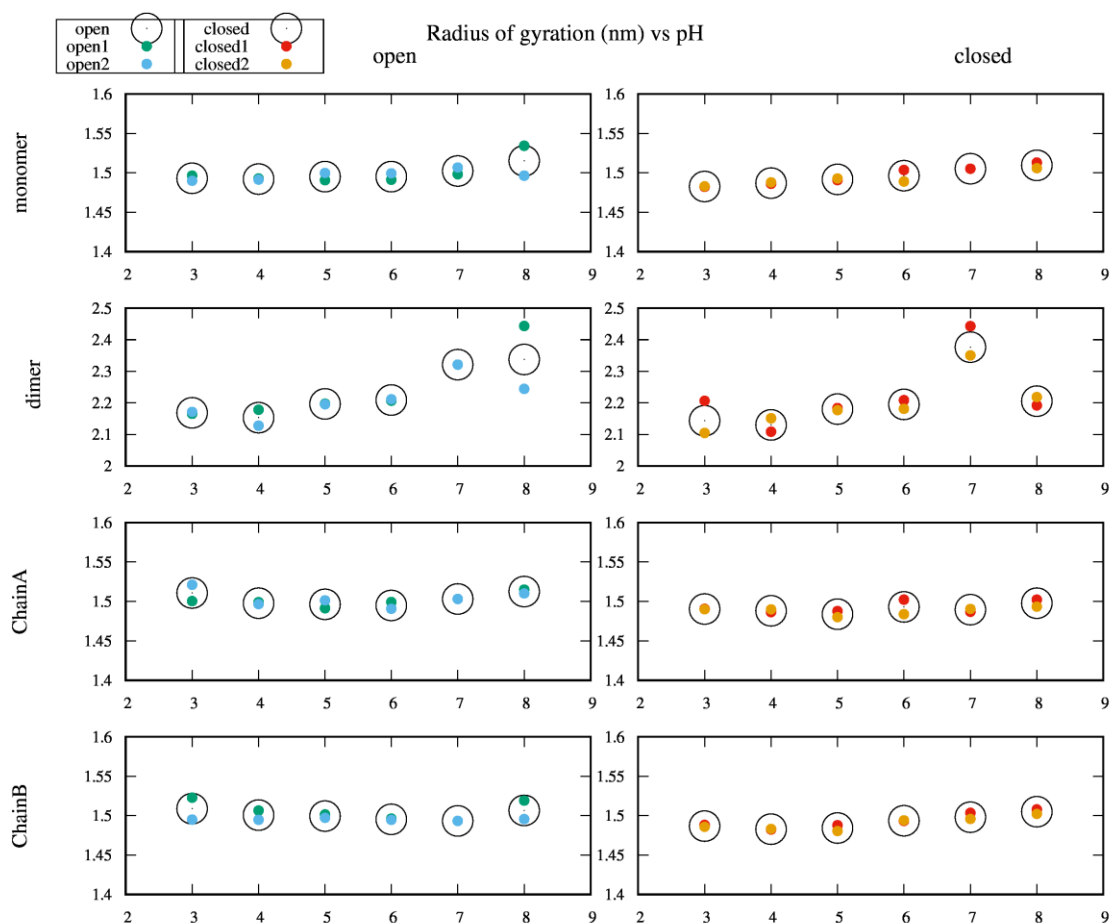 open closed
open1 closed1
open2 closed2
Radius of gyration (nm) vs pH
open closed
monomer
1.6 1.55 1.5 1.45 1.4
2 3 4 5 6 7 8 9 2 3 4 5 6 7 8 9
1.6 1.55 1.5 1.45 1.4
dimer
2.5 2.4 2.3 2.2 2.1 2
2 3 4 5 6 7 8 9 2 3 4 5 6 7 8 9
2.5 2.4 2.3 2.2 2.1 2
ChainA
1.6 1.55 1.5 1.45 1.4
2 3 4 5 6 7 8 9 2 3 4 5 6 7 8 9
1.6 1.55 1.5 1.45 1.4
ChainB
1.6 1.55 1.5 1.45 1.4
2 3 4 5 6 7 8 9 2 3 4 5 6 7 8 9
1.6 1.55 1.5 1.45 1.4